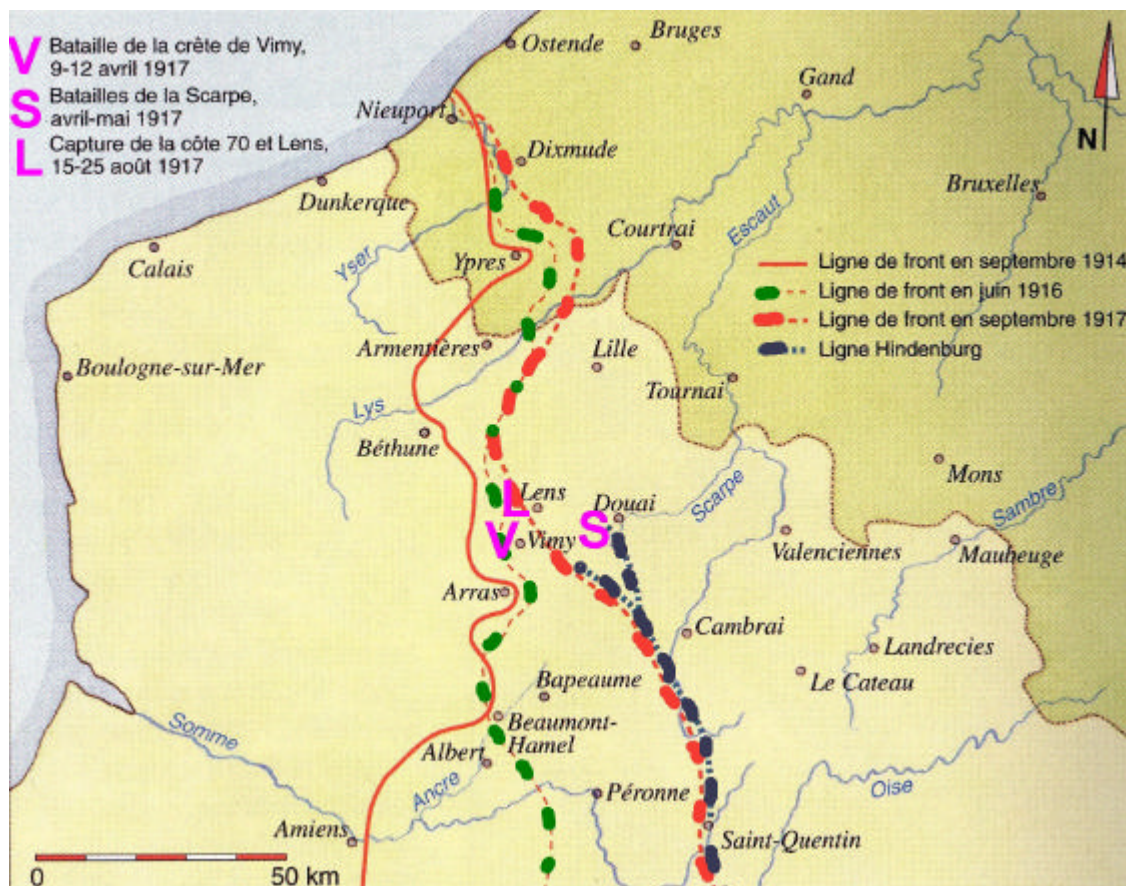 V Bataille de la crête de Vimy,
9-12 avril 1917
S Batailles de la Scarpe,
avril-mai 1917
L Capture de la côte 70 et Lens,
15-25 août 1917
Ostende
Bruges
Gand
N
Nieuport
Dixmude
Bruxelles
Dunkerque
Courtrai
Escaut
Calais
Yser
Ypres
Ligne de front en septembre 1914
Ligne de front en juin 1916
Ligne de front en septembre 1917
Ligne Hindenburg
Armentières
Lille
Boulogne-sur-Mer
Tournai
Lys
Béthune
Mons
L
Lens
Douai
Scarpe
Sambre
V
Vimy
S
Valenciennes
Maubeuge
Arras
Cambrai
Landrecies
Le Cateau
Bapeaume
Beaumont-
Hamel
Somme
Albert
Ancre
Péronne
Oise
Amiens
Saint-Quentin
0 50 km